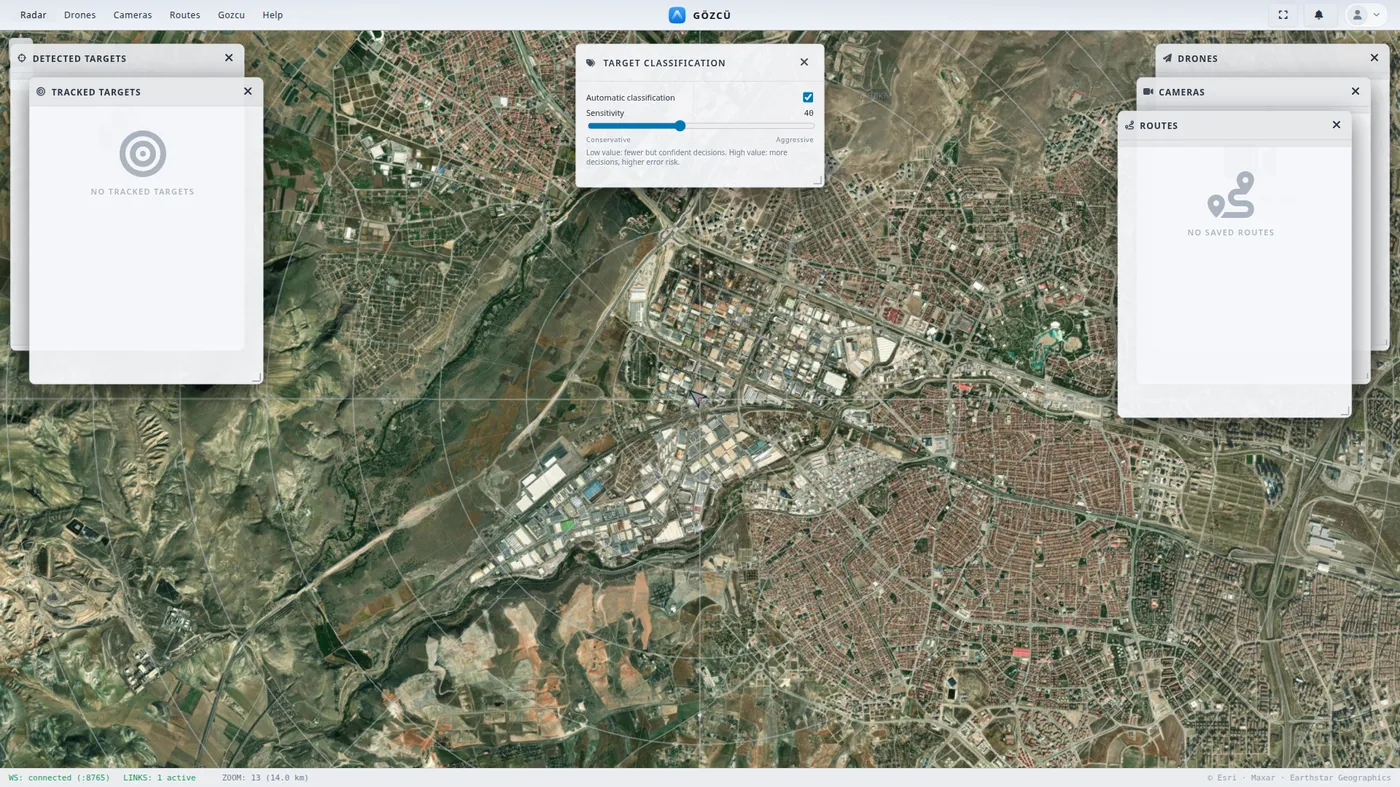 Radar Drones Cameras Routes Gozcu Help
GÖZCÜ
DETECTED TARGETS
TRACKED TARGETS
NO TRACKED TARGETS
TARGET CLASSIFICATION
Automatic classification
Sensitivity 40
Conservative Aggressive
Low value: fewer but confident decisions. High value: more
decisions, higher error risk.
DRONES
CAMERAS
ROUTES
NO SAVED ROUTES
WS: connected (:8765) LINKS: 1 active ZOOM: 13 (14.0 km)
© Esri · Maxar · Earthstar Geographics